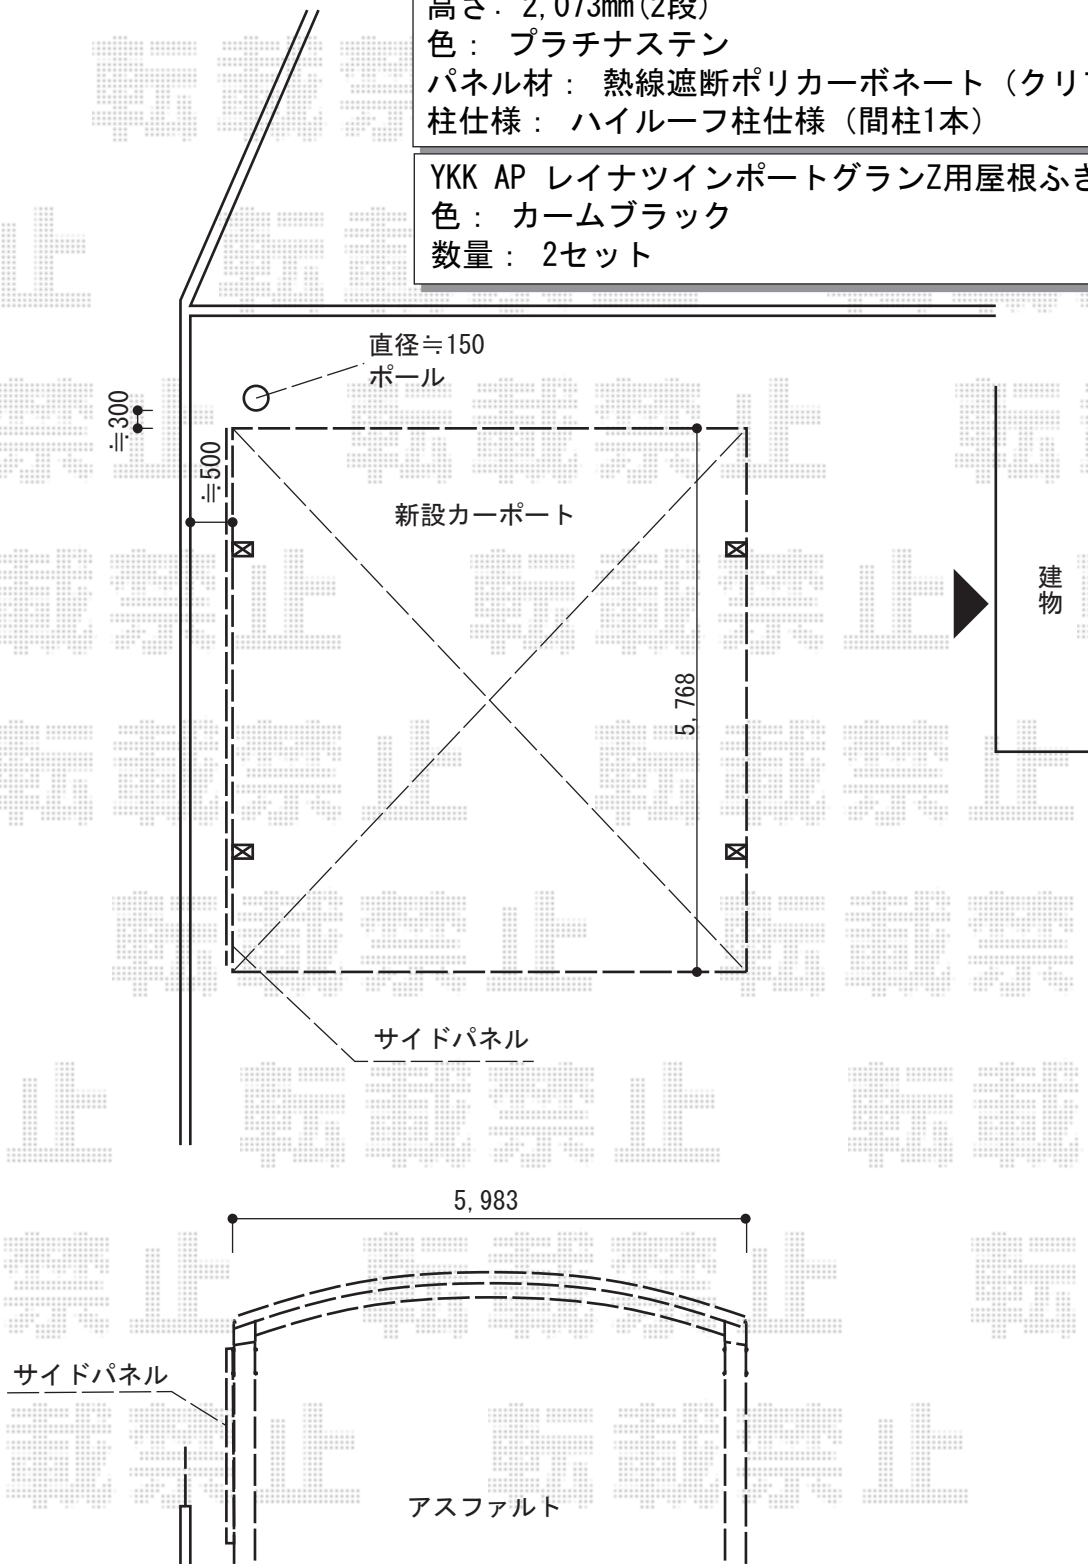 高さ: 2,073mm(2段)
色： プラチナステン
パネル材： 熱線遮断ポリカーボネート（クリア
柱仕様： ハイルーフ柱仕様（間柱1本）
YKK AP レイナツインポートグランZ用屋根ふき
色： カームブラック
数量： 2セット
直径≒150
ポール
≒300
≒500
新設カーポート
建物
5,768
サイドパネル
5,983
サイドパネル
アスファルト
転載禁止